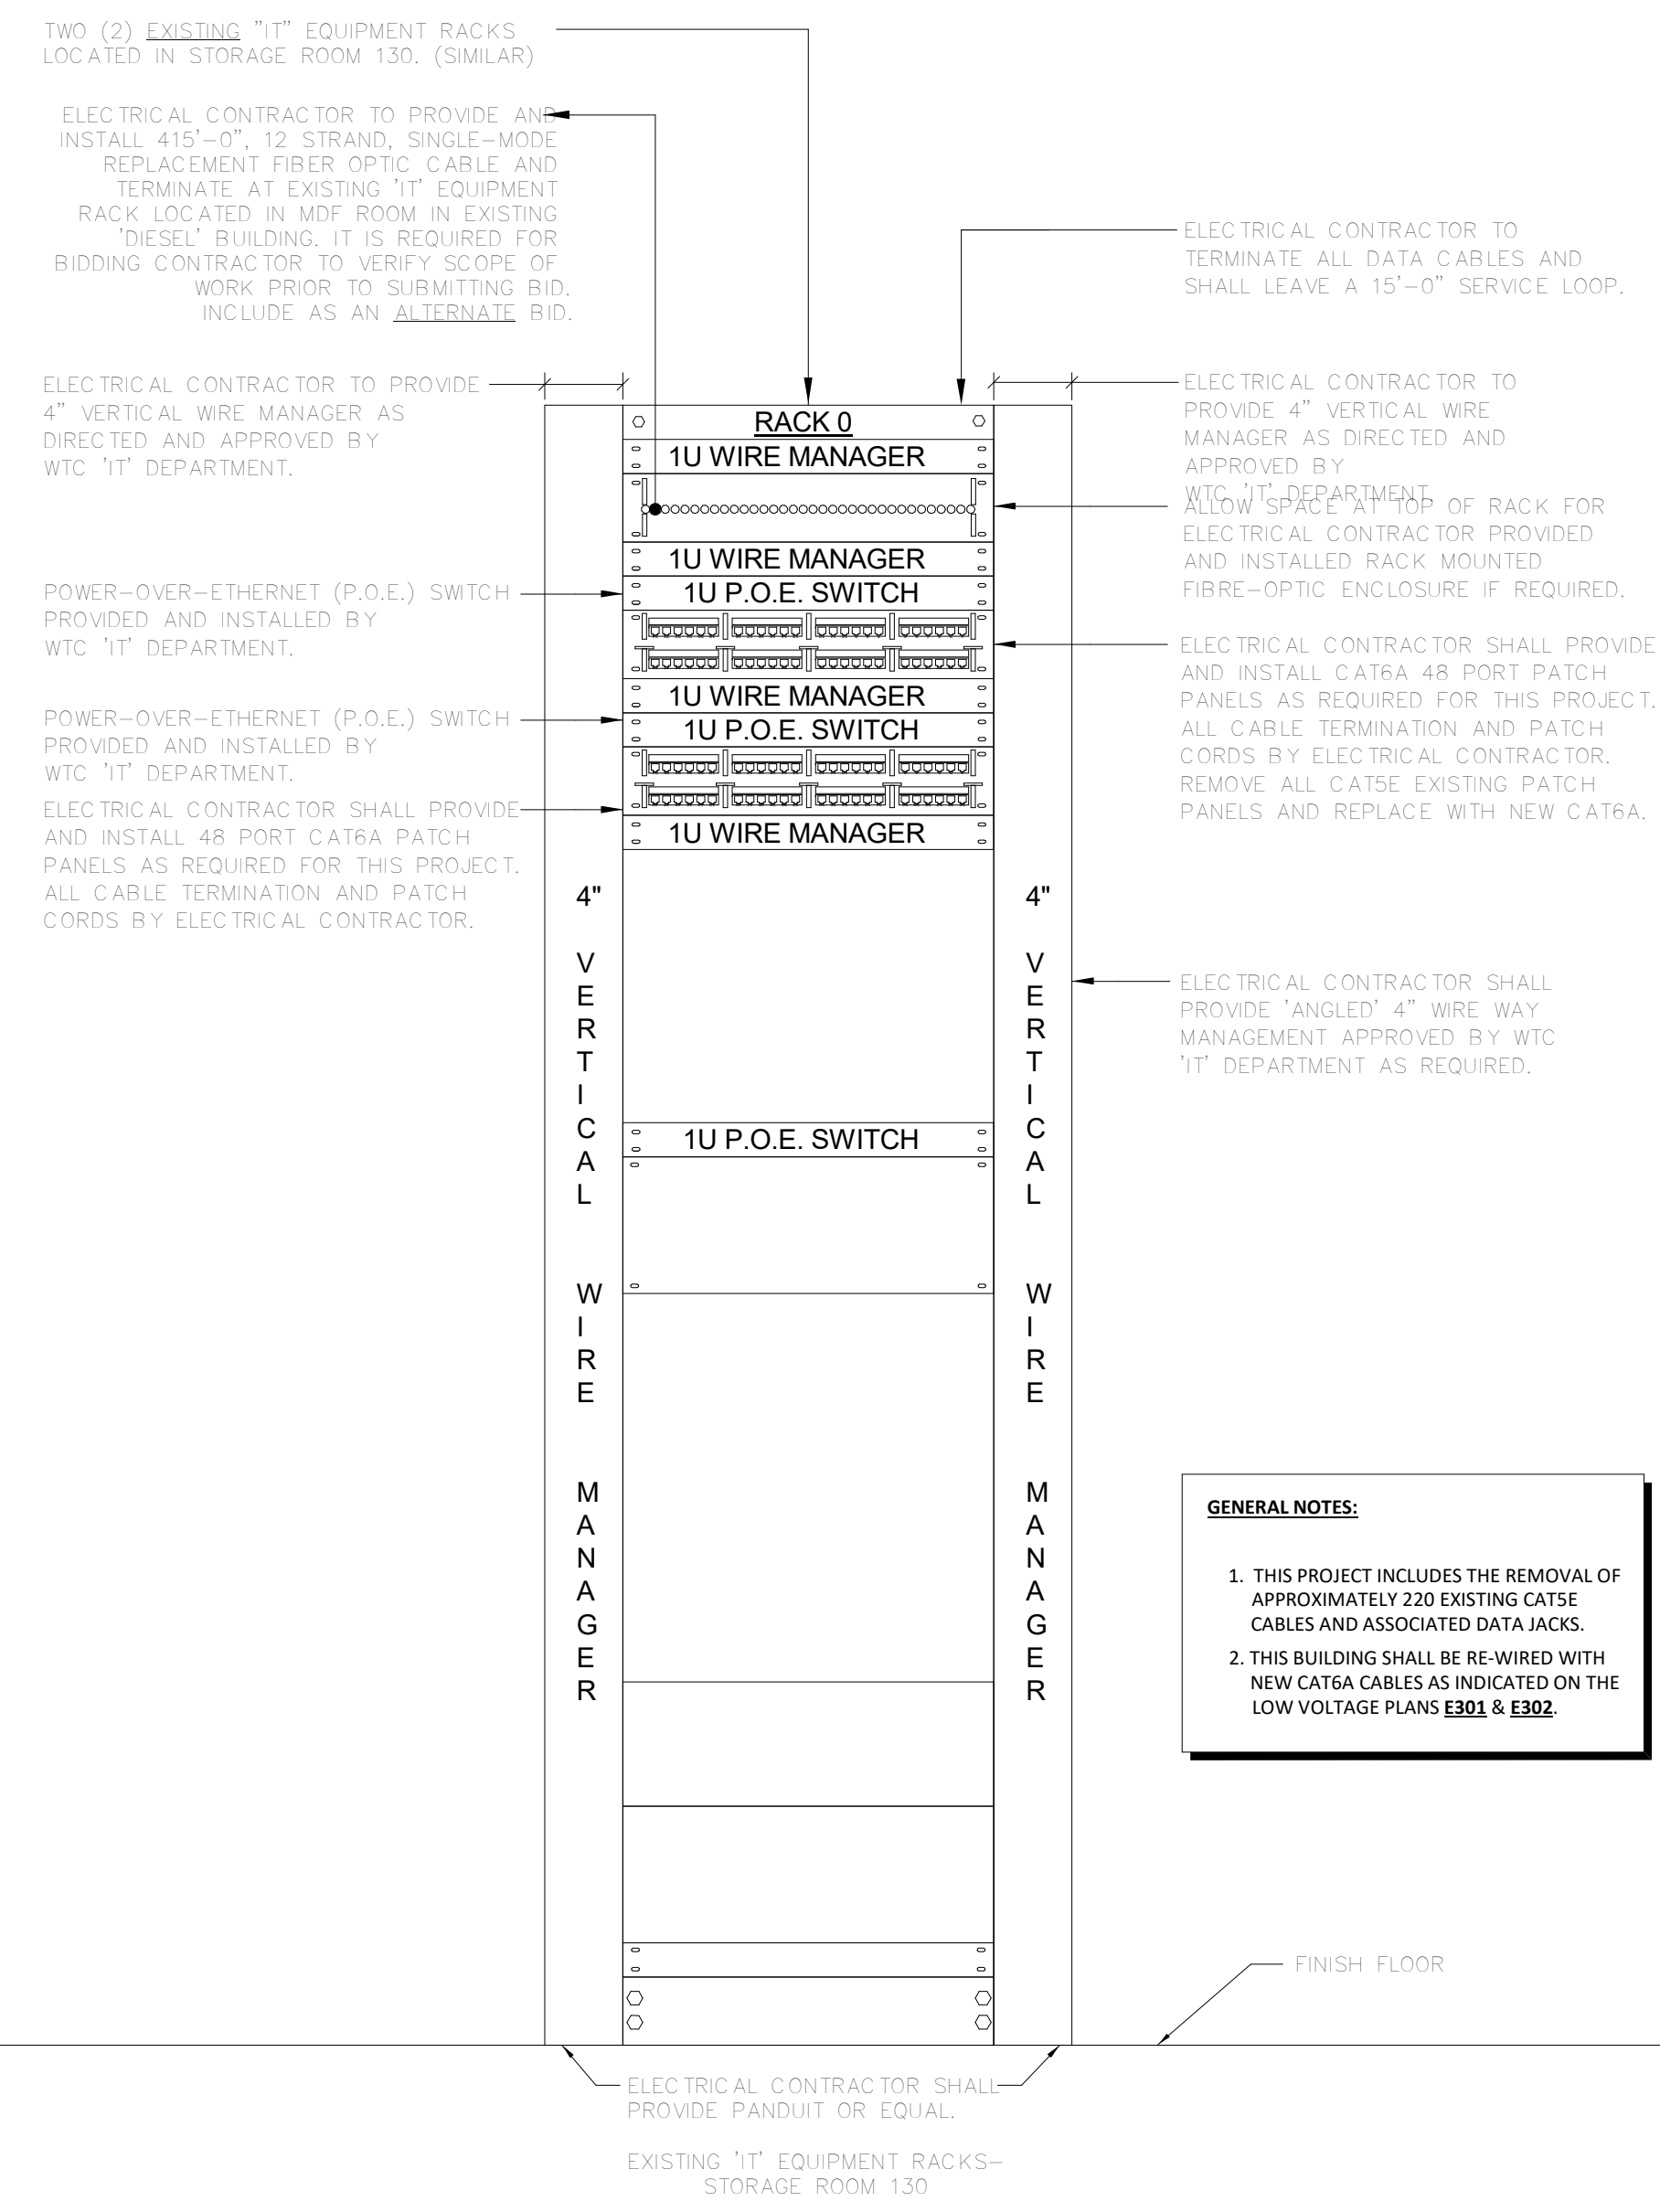 TWO (2) EXISTING "IT" EQUIPMENT RACKS
LOCATED IN STORAGE ROOM 130. (SIMILAR)
ELECTRICAL CONTRACTOR TO PROVIDE AND
INSTALL 415'-0", 12 STRAND, SINGLE-MODE
REPLACEMENT FIBER OPTIC CABLE AND
TERMINATE AT EXISTING 'IT' EQUIPMENT
RACK LOCATED IN MDF ROOM IN EXISTING
'DIESEL' BUILDING. IT IS REQUIRED FOR
BIDDING CONTRACTOR TO VERIFY SCOPE OF
WORK PRIOR TO SUBMITTING BID.
INCLUDE AS AN ALTERNATE BID.
ELECTRICAL CONTRACTOR TO
TERMINATE ALL DATA CABLES AND
SHALL LEAVE A 15'-0" SERVICE LOOP.
ELECTRICAL CONTRACTOR TO PROVIDE
4" VERTICAL WIRE MANAGER AS
DIRECTED AND APPROVED BY
WTC 'IT' DEPARTMENT.
ELECTRICAL CONTRACTOR TO
PROVIDE 4" VERTICAL WIRE
MANAGER AS DIRECTED AND
APPROVED BY
WTC 'IT' DEPARTMENT.
ALLOW SPACE AT TOP OF RACK FOR
ELECTRICAL CONTRACTOR PROVIDED
AND INSTALLED RACK MOUNTED
FIBRE-OPTIC ENCLOSURE IF REQUIRED.
RACK 0
1U WIRE MANAGER
1U WIRE MANAGER
1U P.O.E. SWITCH
1U WIRE MANAGER
1U P.O.E. SWITCH
1U WIRE MANAGER
POWER-OVER-ETHERNET (P.O.E.) SWITCH
PROVIDED AND INSTALLED BY
WTC 'IT' DEPARTMENT.
POWER-OVER-ETHERNET (P.O.E.) SWITCH
PROVIDED AND INSTALLED BY
WTC 'IT' DEPARTMENT.
ELECTRICAL CONTRACTOR SHALL PROVIDE
AND INSTALL 48 PORT CAT6A PATCH
PANELS AS REQUIRED FOR THIS PROJECT.
ALL CABLE TERMINATION AND PATCH
CORDS BY ELECTRICAL CONTRACTOR.
ELECTRICAL CONTRACTOR SHALL PROVIDE
AND INSTALL CAT6A 48 PORT PATCH
PANELS AS REQUIRED FOR THIS PROJECT.
ALL CABLE TERMINATION AND PATCH
CORDS BY ELECTRICAL CONTRACTOR.
REMOVE ALL CAT5E EXISTING PATCH
PANELS AND REPLACE WITH NEW CAT6A.
4" VERTICAL WIRE MANAGER
4" VERTICAL WIRE MANAGER
ELECTRICAL CONTRACTOR SHALL
PROVIDE 'ANGLED' 4" WIRE WAY
MANAGEMENT APPROVED BY WTC
'IT' DEPARTMENT AS REQUIRED.
1U P.O.E. SWITCH
GENERAL NOTES:
1. THIS PROJECT INCLUDES THE REMOVAL OF
APPROXIMATELY 220 EXISTING CAT5E
CABLES AND ASSOCIATED DATA JACKS.
2. THIS BUILDING SHALL BE RE-WIRED WITH
NEW CAT6A CABLES AS INDICATED ON THE
LOW VOLTAGE PLANS E301 & E302.
FINISH FLOOR
ELECTRICAL CONTRACTOR SHALL
PROVIDE PANDUIT OR EQUAL.
EXISTING 'IT' EQUIPMENT RACKS-
STORAGE ROOM 130